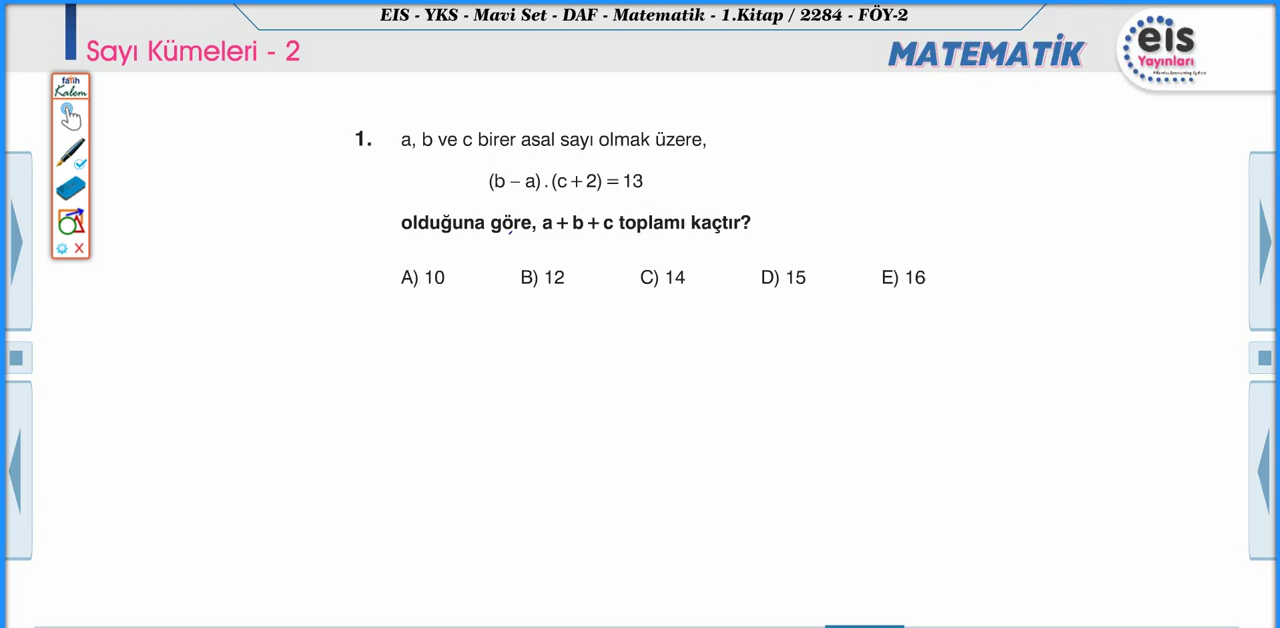 EIS - YKS - Mavi Set - DAF - Matematik - 1.Kitap / 2284 - FÖY-2
Sayı Kümeleri - 2
MATEMATİK
eis
Yayınları
fatih
Kalem
1. a, b ve c birer asal sayı olmak üzere,
(b – a) . (c + 2) = 13
olduğuna göre, a + b + c toplamı kaçtır?
A) 10 B) 12 C) 14 D) 15 E) 16